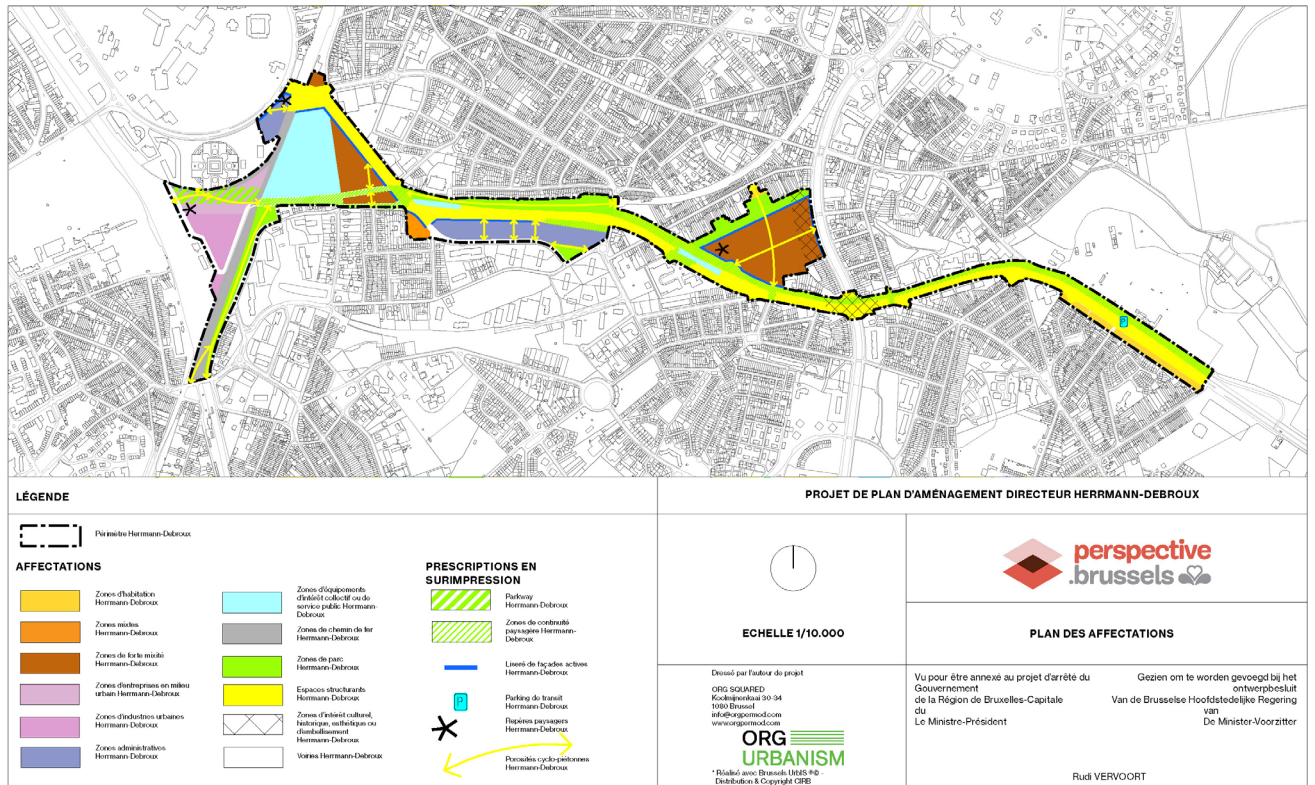 LÉGENDE
Périmètre Herrmann-Debroux
AFFECTATIONS
Zones d'habitation
Herrmann-Debroux
Zones mixtes
Herrmann-Debroux
Zones de forte mixité
Herrmann-Debroux
Zones d'entreprises en milieu
urbain Herrmann-Debroux
Zones d'industries urbaines
Herrmann-Debroux
Zones administratives
Herrmann-Debroux
Zones d'équipements
d'intérêt collectif ou de
service public Herrmann-
Debroux
Zones de chemin de fer
Herrmann-Debroux
Zones de parc
Herrmann-Debroux
Espaces structurants
Herrmann-Debroux
Zones d'intérêt culturel,
historique, esthétique ou
d'embellissement
Herrmann-Debroux
Voiries Herrmann-Debroux
PRESCRIPTIONS EN
SURIMPRESSION
Parkway
Herrmann-Debroux
Zones de continuité
paysagère Herrmann-
Debroux
Liseré de façades actives
Herrmann-Debroux
P
Parking de transit
Herrmann-Debroux
Repères paysagers
Herrmann-Debroux
Porosités cyclo-piétonnes
Herrmann-Debroux
PROJET DE PLAN D'AMÉNAGEMENT DIRECTEUR HERRMANN-DEBROUX
perspective
.brussels
ECHELLE 1/10.000
PLAN DES AFFECTATIONS
Dressé par l'auteur de projet
ORG SQUARED
Koolmijnenkaai 30-34
1080 Brussel
info@orgpermod.com
www.orgpermod.com
ORG
URBANISM
* Réalisé avec Brussels UrbIS ®© -
Distribution & Copyright CIRB
Vu pour être annexé au projet d'arrêté du
Gouvernement
de la Région de Bruxelles-Capitale
du
Le Ministre-Président
Gezien om te worden gevoegd bij het
ontwerpbesluit
Van de Brusselse Hoofdstedelijke Regering
van
De Minister-Voorzitter
Rudi VERVOORT